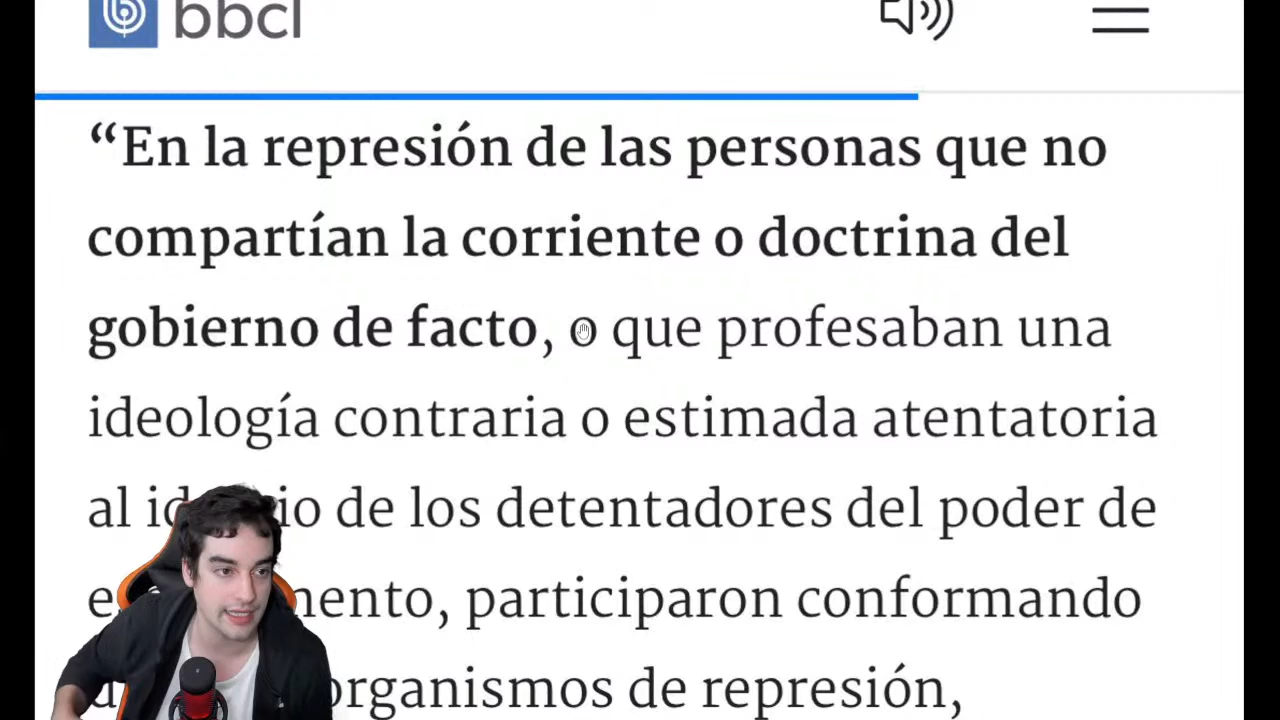 bbcl
“En la represión de las personas que no
compartían la corriente o doctrina del
gobierno de facto, o que profesaban una
ideología contraria o estimada atentatoria
al io de los detentadores del poder de
mento, participaron conformando
organismos de represión,